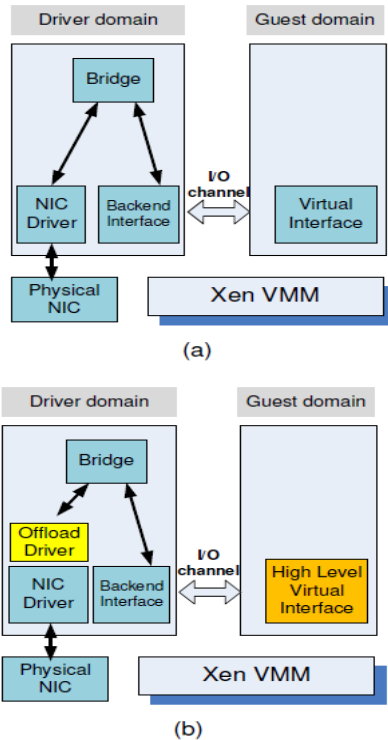 Driver domain
Guest domain
Bridge
I/O
channel
NIC
Driver
Backend
Interface
Virtual
Interface
Physical
NIC
Xen VMM
(a)
Driver domain
Guest domain
Bridge
Offload
Driver
I/O
channel
NIC
Driver
Backend
Interface
High Level
Virtual
Interface
Physical
NIC
Xen VMM
(b)